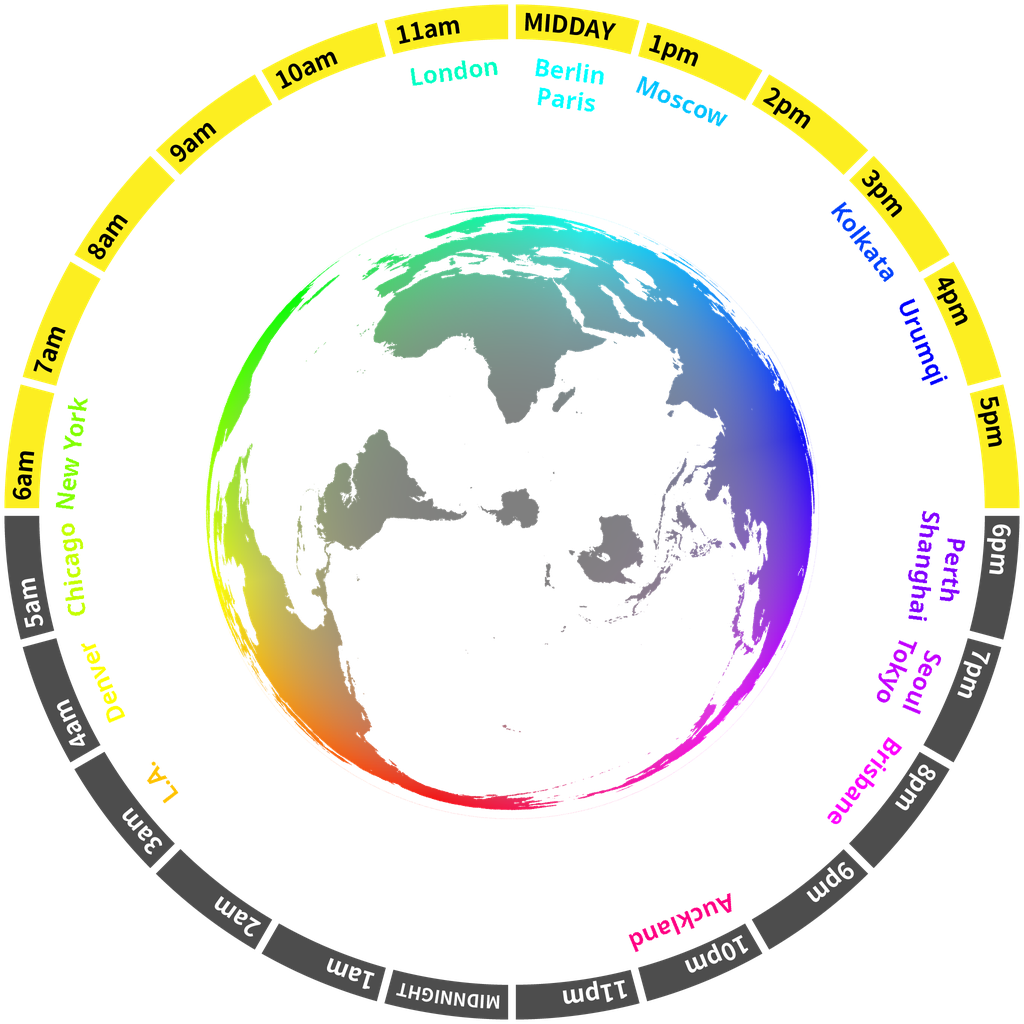 MIDDAY
1pm
2pm
3pm
4pm
5pm
6pm
7pm
8pm
9pm
10pm
11pm
MIDNNIGHT
1am
2am
3am
4am
5am
6am
7am
8am
9am
10am
11am
London
Berlin
Paris
Moscow
Kolkata
Urumqi
Perth
Shanghai
Seoul
Tokyo
Brisbane
Auckland
L.A.
Denver
Chicago
New York